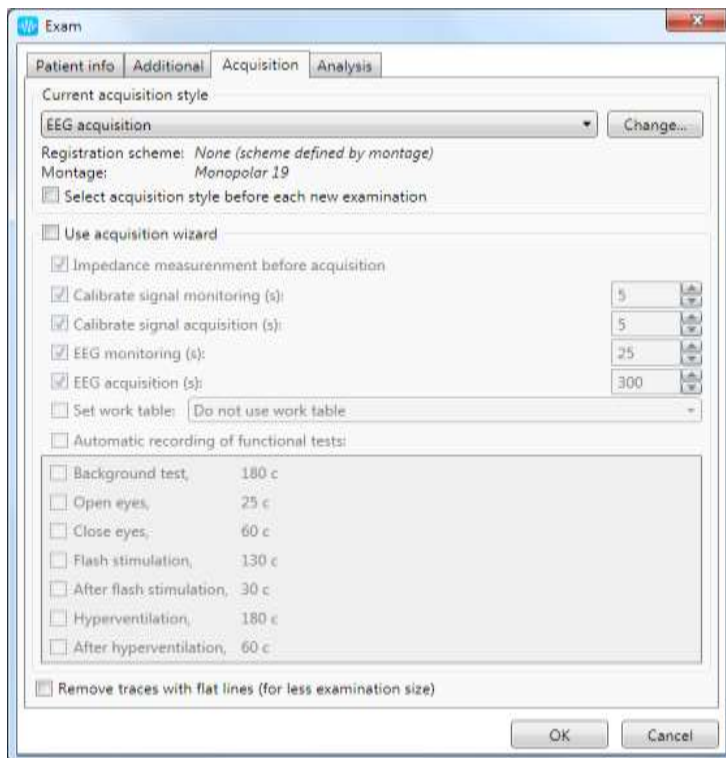 Exam
Patient info Additional Acquisition Analysis
Current acquisition style
EEG acquisition Change...
Registration scheme: None (scheme defined by montage)
Montage: Monopolar 19
Select acquisition style before each new examination
Use acquisition wizard
Impedance measurenment before acquisition
Calibrate signal monitoring (s): 5
Calibrate signal acquisition (s): 5
EEG monitoring (s): 25
EEG acquisition (s): 300
Set work table: Do not use work table
Automatic recording of functional tests:
Background test, 180 c
Open eyes, 25 c
Close eyes, 60 c
Flash stimulation, 130 c
After flash stimulation, 30 c
Hyperventilation, 180 c
After hyperventilation, 60 c
Remove traces with flat lines (for less examination size)
OK Cancel